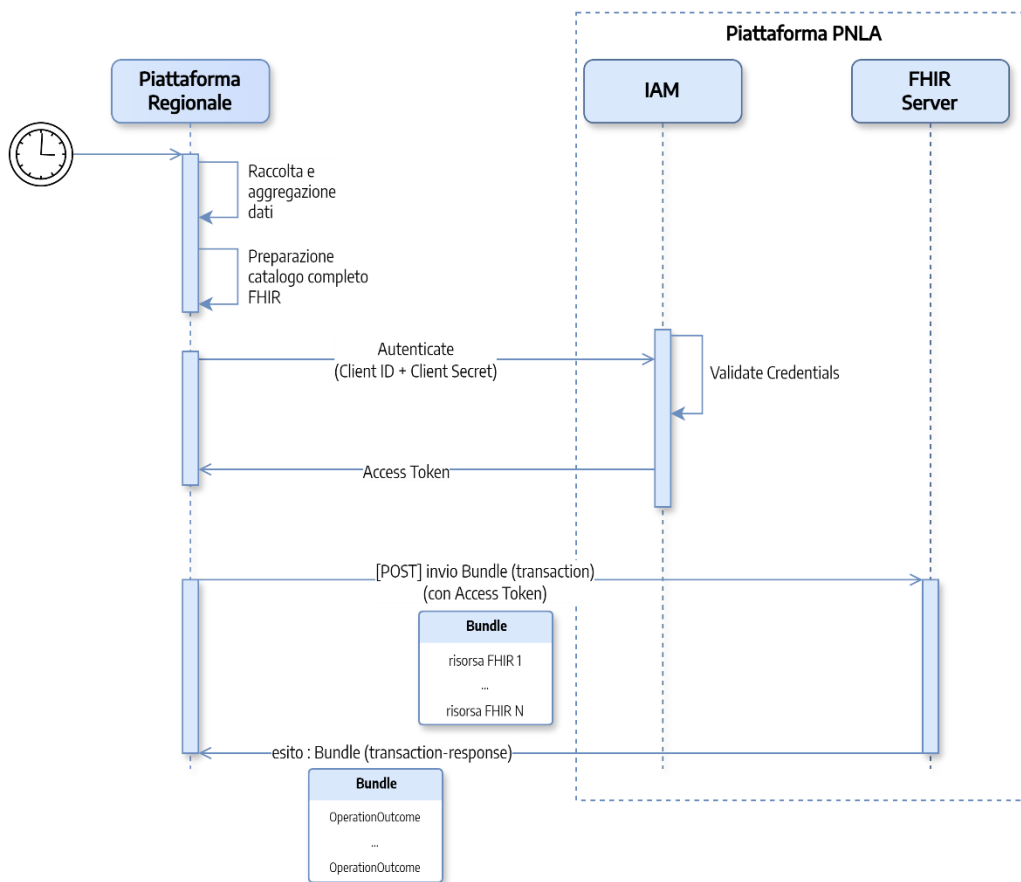 Piattaforma PNLA
Piattaforma
Regionale
IAM
FHIR
Server
Raccolta e
aggregazione
dati
Preparazione
catalogo completo
FHIR
Autenticate
(Client ID + Client Secret)
Validate Credentials
Access Token
[POST] invio Bundle (transaction)
(con Access Token)
Bundle
risorsa FHIR 1
...
risorsa FHIR N
esito : Bundle (transaction-response)
Bundle
OperationOutcome
...
OperationOutcome